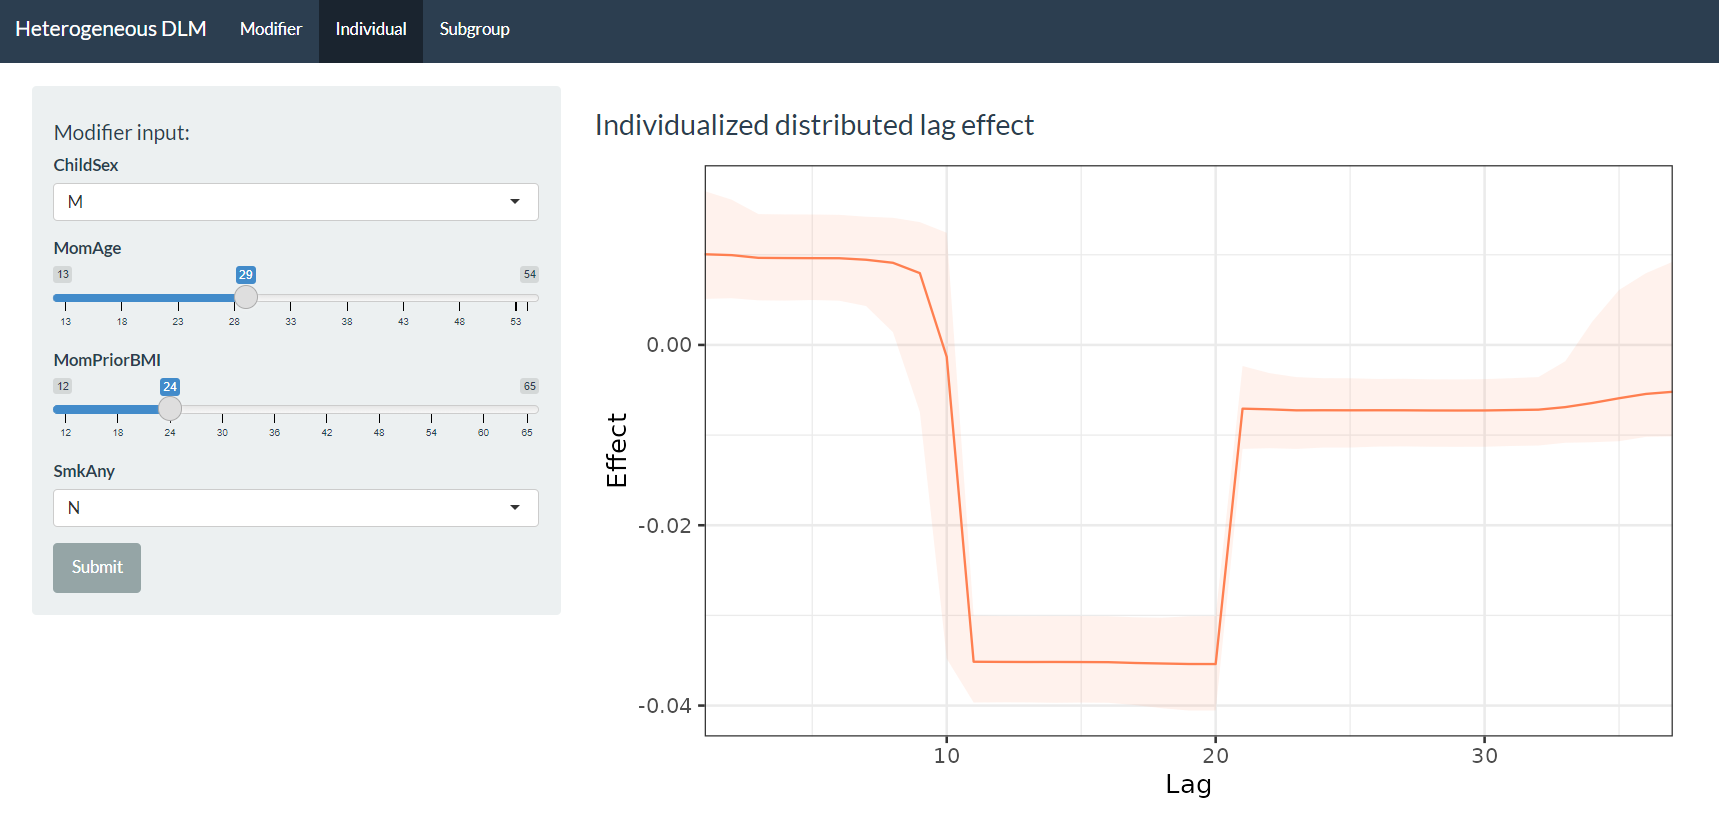 Heterogeneous DLM Modifier Individual Subgroup
Modifier input:
ChildSex
M
MomAge
13 29 54
13 18 23 28 33 38 43 48 53
MomPriorBMI
12 24 65
12 18 24 30 36 42 48 54 60 65
SmkAny
N
Submit
Individualized distributed lag effect
Effect
0.00
-0.02
-0.04
10 20 30
Lag